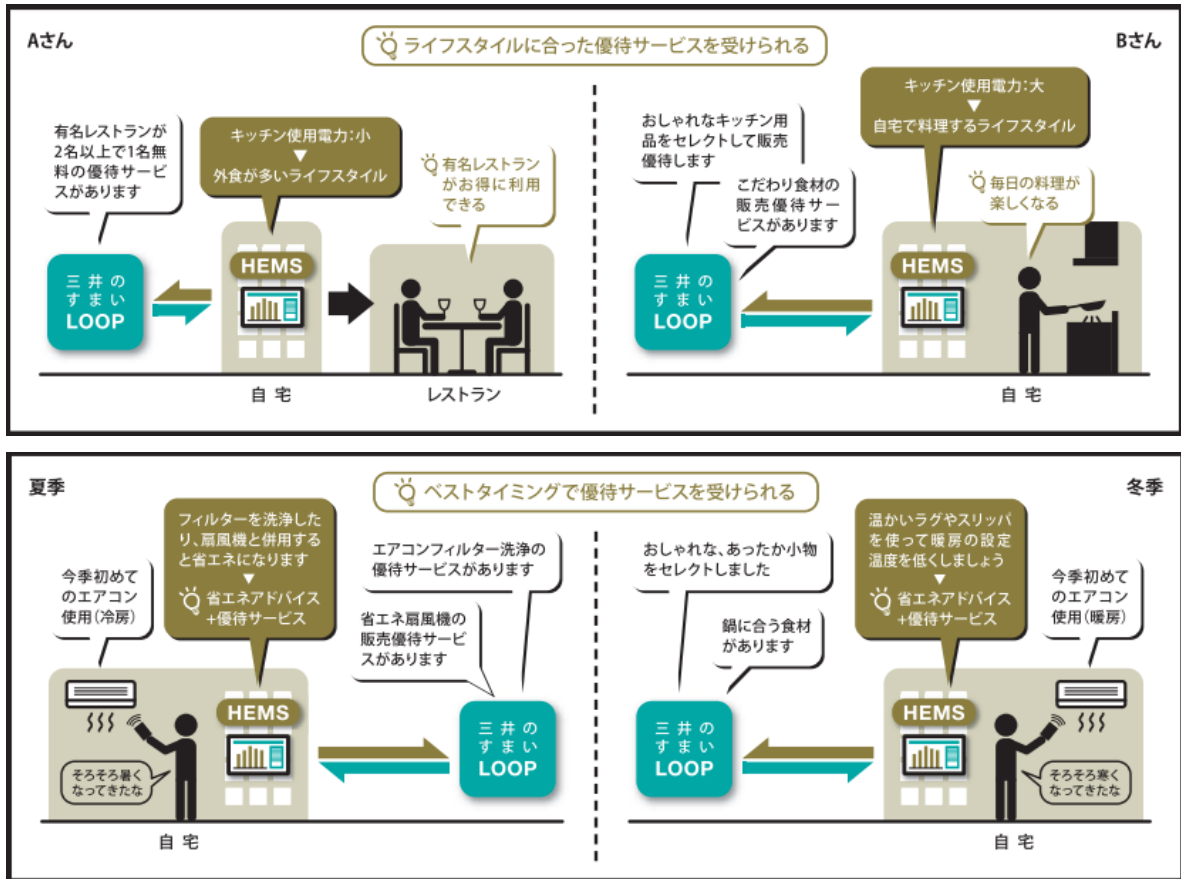 Aさん
ライフスタイルに合った優待サービスを受けられる
Bさん
有名レストランが
2名以上で1名無
料の優待サービ
スがあります
キッチン使用電力:小
▼
外食が多いライフスタイル
有名レストラン
がお得に利用
できる
三井の
すまい
LOOP
HEMS
自宅
レストラン
おしゃれなキッチン用
品をセレクトして販売
優待します
こだわり食材の
販売優待サー
ビスがあります
キッチン使用電力:大
▼
自宅で料理するライフスタイル
毎日の料理が
楽しくなる
三井の
すまい
LOOP
HEMS
自宅
夏季
ベストタイミングで優待サービスを受けられる
冬季
今季初めて
のエアコン
使用(冷房)
フィルターを洗浄した
り、扇風機と併用する
と省エネになります
▼
省エネアドバイス
+優待サービス
エアコンフィルター洗浄の
優待サービスがあります
省エネ扇風機の
販売優待サービ
スがあります
HEMS
三井の
すまい
LOOP
そろそろ暑く
なってきたな
自宅
おしゃれな、あったか小物
をセレクトしました
鍋に合う食材
があります
温かいラグやスリッパ
を使って暖房の設定
温度を低くしましょう
▼
省エネアドバイス
+優待サービス
今季初めて
のエアコン
使用(暖房)
三井の
すまい
LOOP
HEMS
そろそろ寒く
なってきたな
自宅